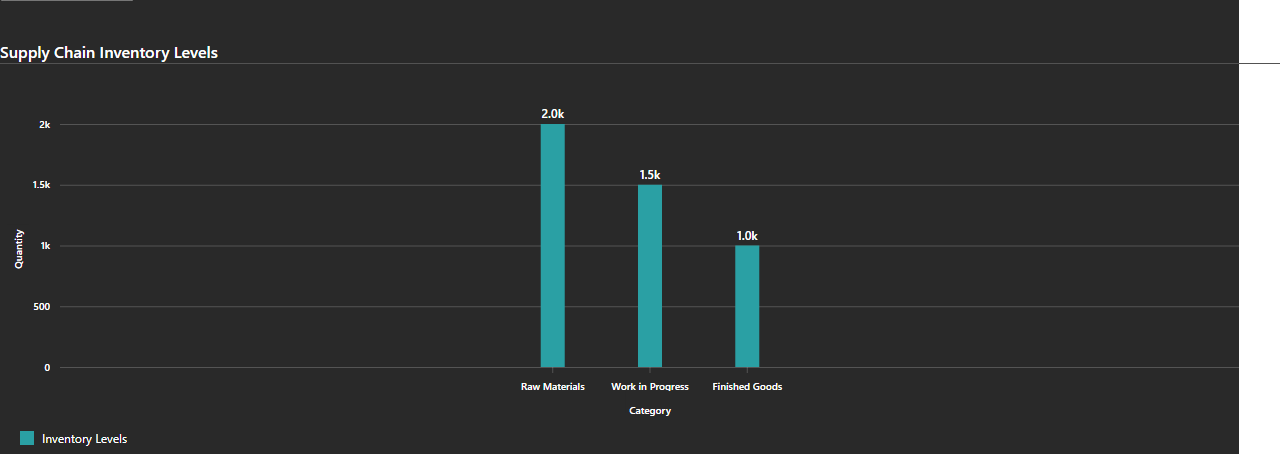 Supply Chain Inventory Levels
2.0k
2k
1.5k
1.5k
1.0k
1k
Quantity
500
0
Raw Materials Work in Progress Finished Goods
Category
Inventory Levels